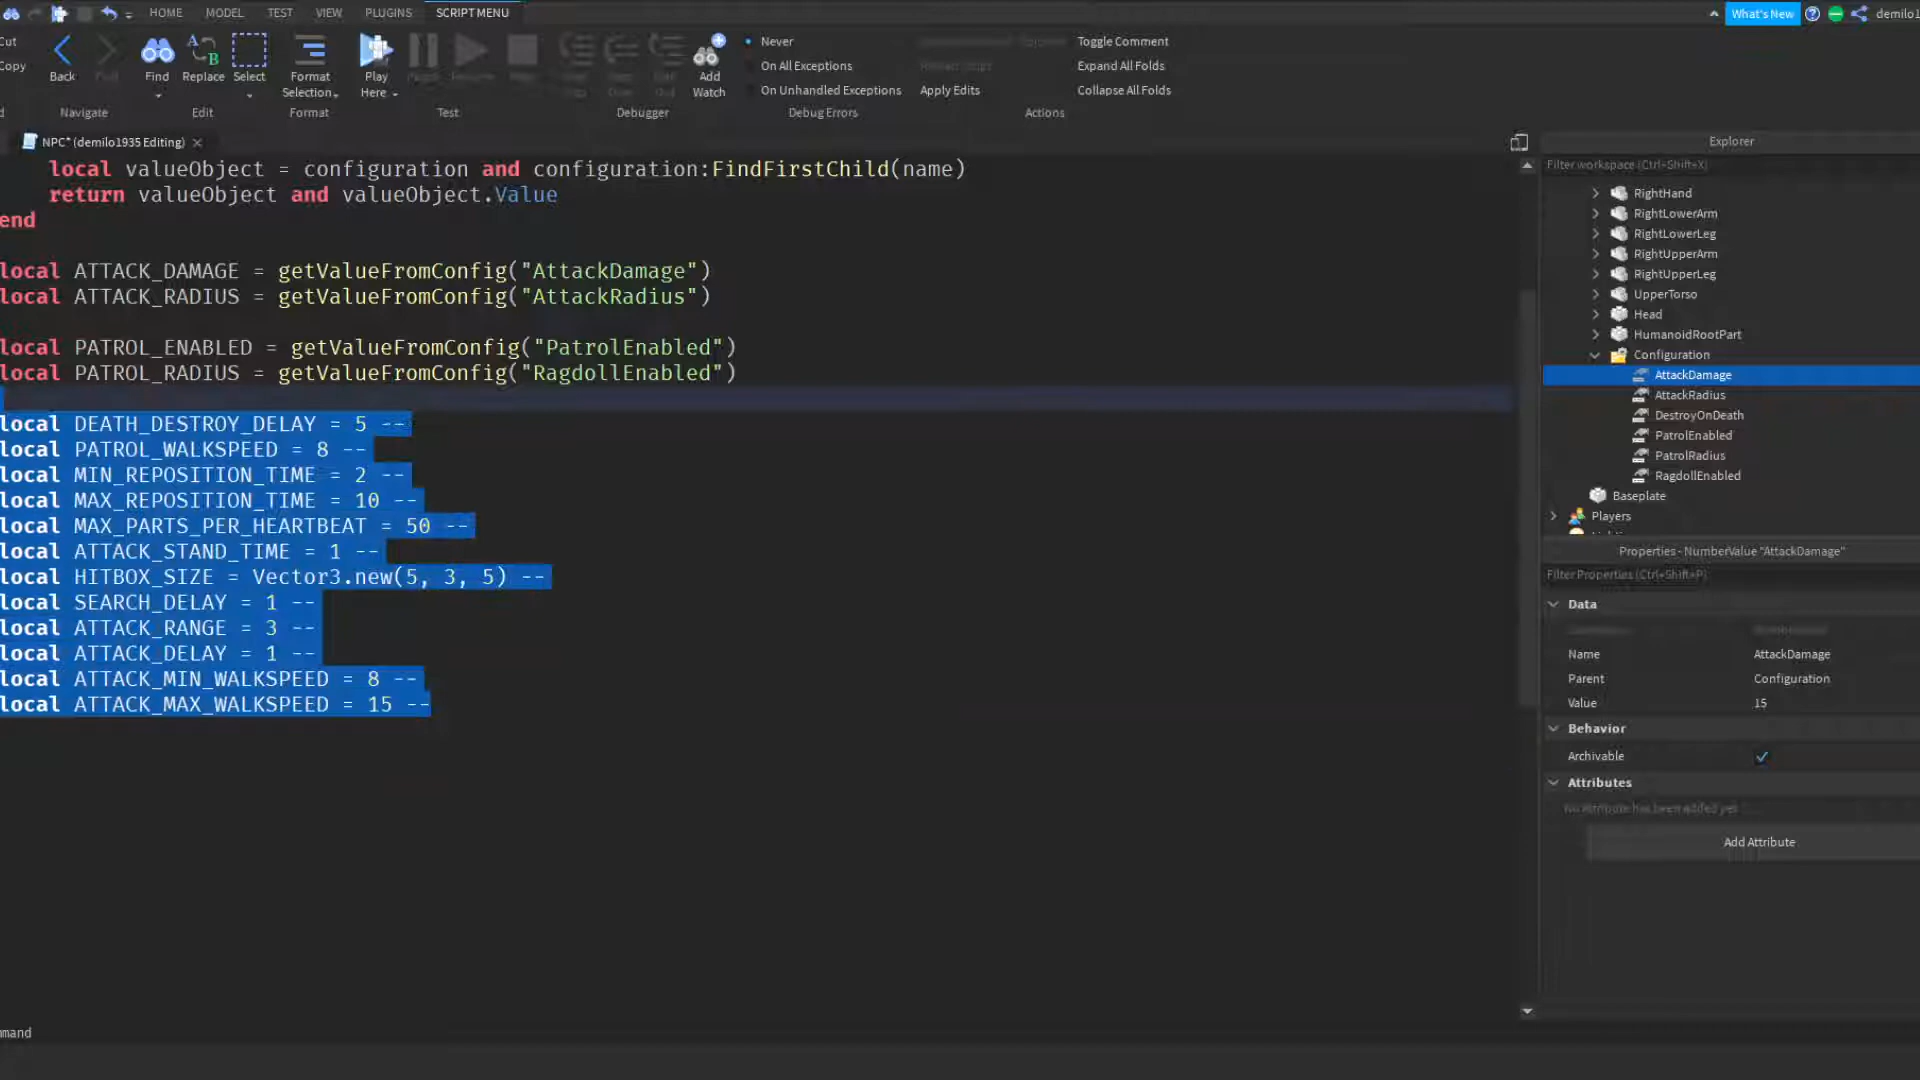 HOME MODEL TEST VIEW PLUGINS SCRIPT MENU What's New demilo1
Cut
Copy
Back Find Replace Select Format Selection Play Here Add Watch
Never
On All Exceptions
On Unhandled Exceptions
Apply Edits
Toggle Comment
Expand All Folds
Collapse All Folds
Navigate Edit Format Test Debugger Debug Errors Actions
NPC* (demilo1935 Editing)
local valueObject = configuration and configuration:FindFirstChild(name)
return valueObject and valueObject.Value
end
local ATTACK_DAMAGE = getValueFromConfig("AttackDamage")
local ATTACK_RADIUS = getValueFromConfig("AttackRadius")
local PATROL_ENABLED = getValueFromConfig("PatrolEnabled")
local PATROL_RADIUS = getValueFromConfig("RagdollEnabled")
local DEATH_DESTROY_DELAY = 5 --
local PATROL_WALKSPEED = 8 --
local MIN_REPOSITION_TIME = 2 --
local MAX_REPOSITION_TIME = 10 --
local MAX_PARTS_PER_HEARTBEAT = 50 --
local ATTACK_STAND_TIME = 1 --
local HITBOX_SIZE = Vector3.new(5, 3, 5) --
local SEARCH_DELAY = 1 --
local ATTACK_RANGE = 3 --
local ATTACK_DELAY = 1 --
local ATTACK_MIN_WALKSPEED = 8 --
local ATTACK_MAX_WALKSPEED = 15 --
mmand
Explorer
Filter workspace (Ctrl+Shift+X)
RightHand
RightLowerArm
RightLowerLeg
RightUpperArm
RightUpperLeg
UpperTorso
Head
HumanoidRootPart
Configuration
AttackDamage
AttackRadius
DestroyOnDeath
PatrolEnabled
PatrolRadius
RagdollEnabled
Baseplate
Players
Properties - NumberValue "AttackDamage"
Filter Properties (Ctrl+Shift+P)
Data
Name AttackDamage
Parent Configuration
Value 15
Behavior
Archivable
Attributes
No Attribute has been added yet
Add Attribute